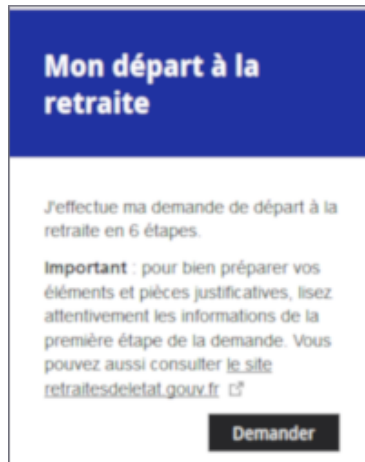 Mon départ à la
retraite
J'effectue ma demande de départ à la
retraite en 6 étapes.
Important : pour bien préparer vos
éléments et pièces justificatives, lisez
attentivement les informations de la
première étape de la demande. Vous
pouvez aussi consulter le site
retraitesdeletat.gouv.fr
Demander